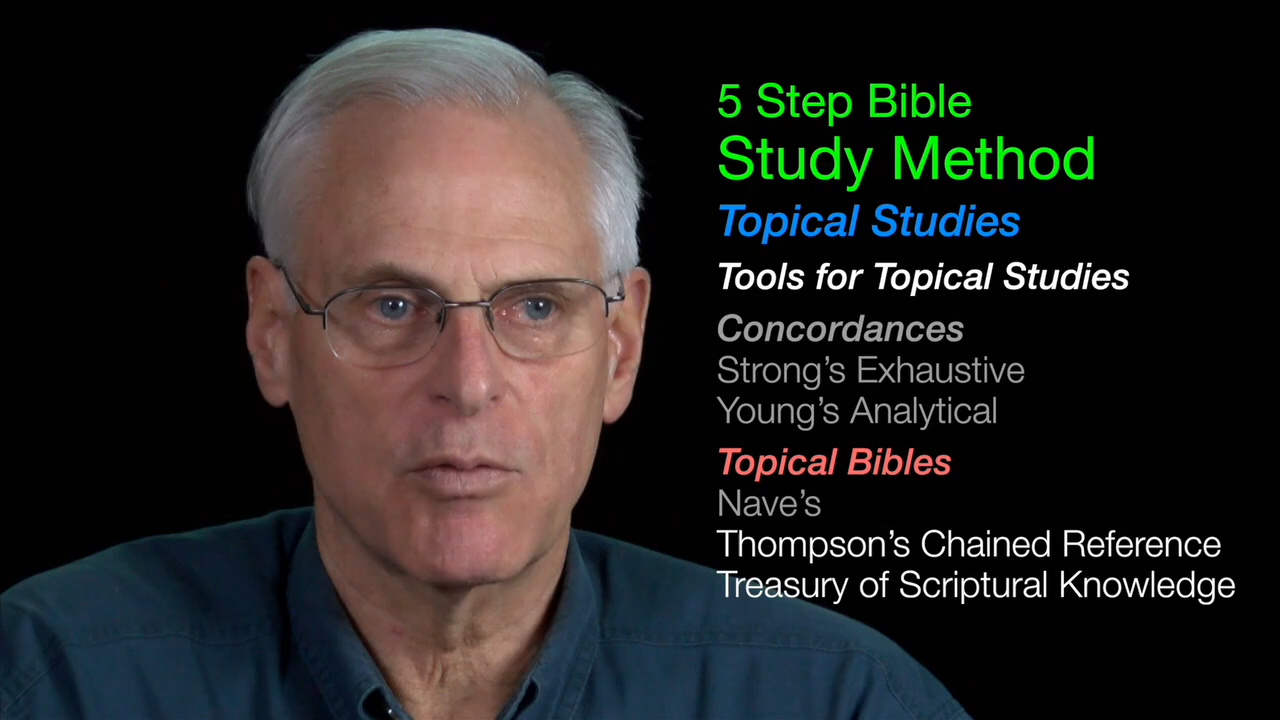 5 Step Bible
Study Method
Topical Studies
Tools for Topical Studies
Concordances
Strong’s Exhaustive
Young’s Analytical
Topical Bibles
Nave’s
Thompson’s Chained Reference
Treasury of Scriptural Knowledge